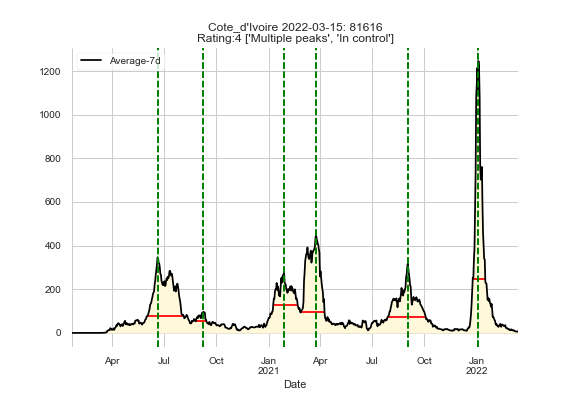 Cote_d'Ivoire 2022-03-15: 81616
Rating:4 ['Multiple peaks', 'In control']
Average-7d
1200
1000
800
600
400
200
0
Apr Jul Oct Jan Apr Jul Oct Jan
2021 2022
Date